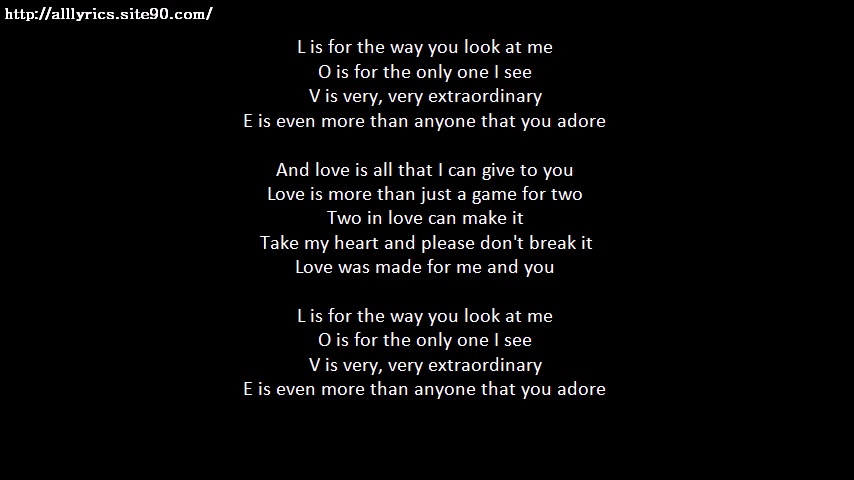 http://alllyrics.site90.com/
L is for the way you look at me
O is for the only one I see
V is very, very extraordinary
E is even more than anyone that you adore
And love is all that I can give to you
Love is more than just a game for two
Two in love can make it
Take my heart and please don't break it
Love was made for me and you
L is for the way you look at me
O is for the only one I see
V is very, very extraordinary
E is even more than anyone that you adore